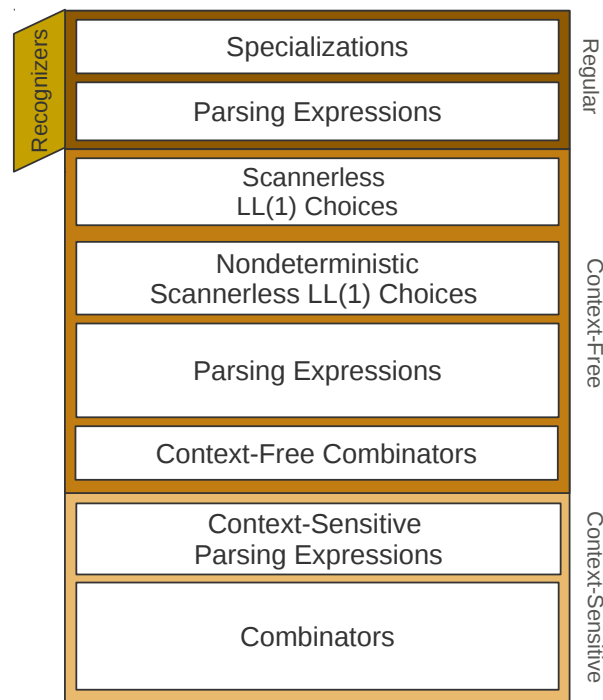 Recognizers
Specializations
Parsing Expressions
Regular
Scannerless
LL(1) Choices
Nondeterministic
Scannerless LL(1) Choices
Parsing Expressions
Context-Free Combinators
Context-Free
Context-Sensitive
Parsing Expressions
Combinators
Context-Sensitive